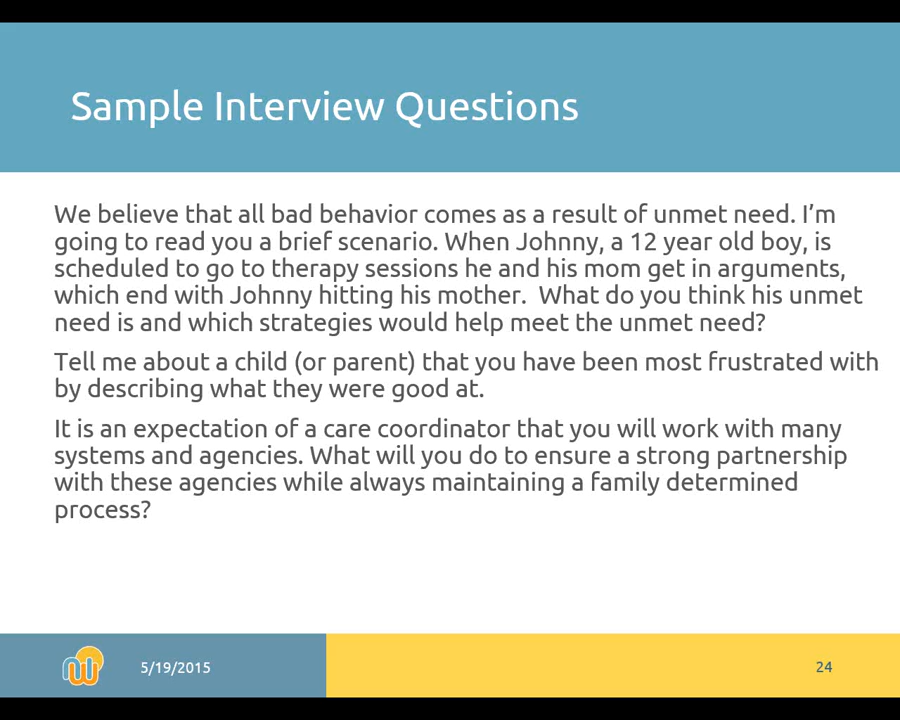 Sample Interview Questions
We believe that all bad behavior comes as a result of unmet need. I’m
going to read you a brief scenario. When Johnny, a 12 year old boy, is
scheduled to go to therapy sessions he and his mom get in arguments,
which end with Johnny hitting his mother.  What do you think his unmet
need is and which strategies would help meet the unmet need?
Tell me about a child (or parent) that you have been most frustrated with
by describing what they were good at.
It is an expectation of a care coordinator that you will work with many
systems and agencies. What will you do to ensure a strong partnership
with these agencies while always maintaining a family determined
process?
5/19/2015
24